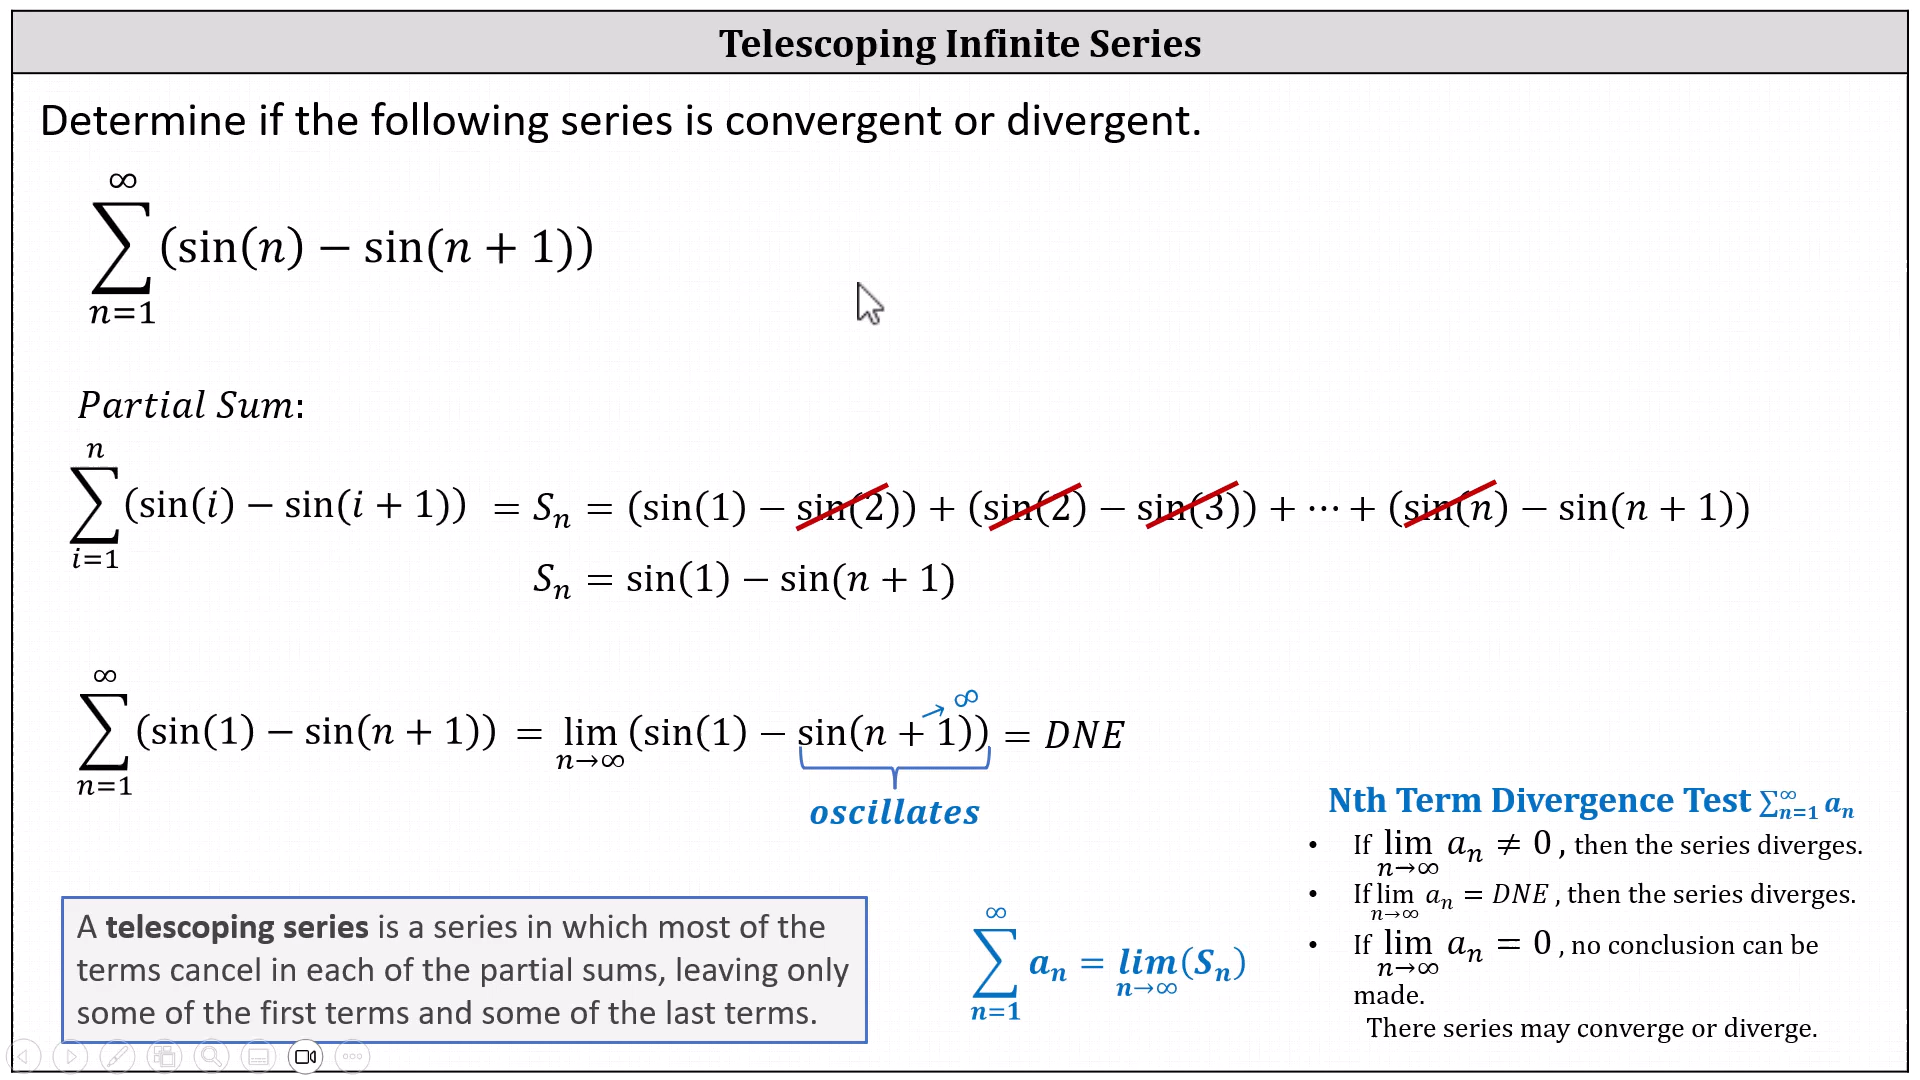 Telescoping Infinite Series
Determine if the following series is convergent or divergent.
∞
∑(sin(n) − sin(n + 1))
n=1
Partial Sum:
n
∑(sin(i) − sin(i + 1)) = Sₙ = (sin(1) − sin(2)) + (sin(2) − sin(3)) + ⋯ + (sin(n) − sin(n + 1))
i=1
Sₙ = sin(1) − sin(n + 1)
∞
→ ∞
∑(sin(1) − sin(n + 1)) = lim (sin(1) − sin(n + 1)) = DNE
n=1
n→∞
oscillates
A telescoping series is a series in which most of the
terms cancel in each of the partial sums, leaving only
some of the first terms and some of the last terms.
∞
∑ aₙ = lim(Sₙ)
n→∞
n=1
Nth Term Divergence Test ∑∞n=1 aₙ
• If lim n→∞ aₙ ≠ 0 , then the series diverges.
• If lim n→∞ aₙ = DNE , then the series diverges.
• If lim n→∞ aₙ = 0 , no conclusion can be
made.
There series may converge or diverge.